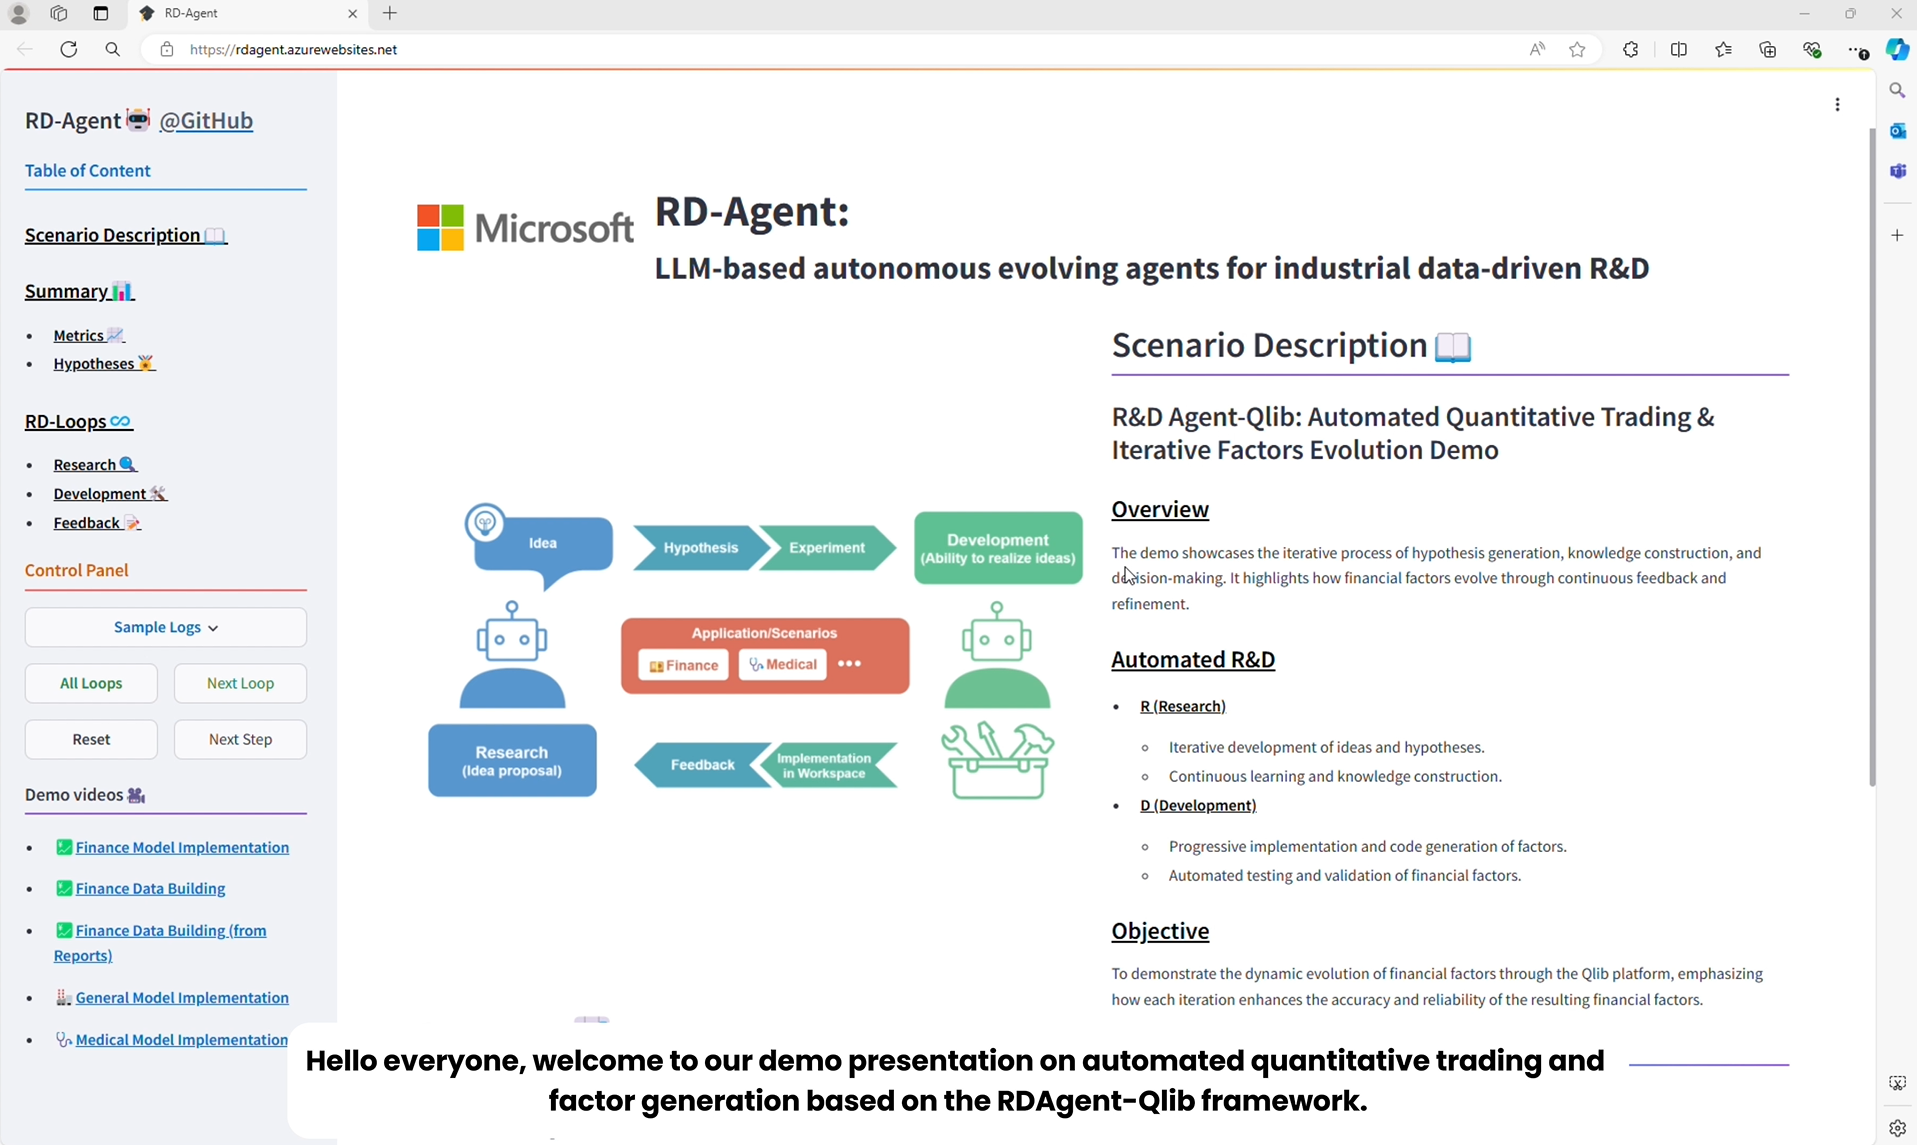 RD-Agent
https://rdagent.azurewebsites.net
RD-Agent @GitHub
Table of Content
Scenario Description
Summary
Metrics
Hypotheses
RD-Loops
Research
Development
Feedback
Control Panel
Sample Logs
All Loops
Next Loop
Reset
Next Step
Demo videos
Finance Model Implementation
Finance Data Building
Finance Data Building (from
Reports)
General Model Implementation
Medical Model Implementation
Microsoft
RD-Agent:
LLM-based autonomous evolving agents for industrial data-driven R&D
Idea
Hypothesis
Experiment
Development
(Ability to realize ideas)
Application/Scenarios
Finance
Medical
Research
(Idea proposal)
Feedback
Implementation
in Workspace
Scenario Description
R&D Agent-Qlib: Automated Quantitative Trading &
Iterative Factors Evolution Demo
Overview
The demo showcases the iterative process of hypothesis generation, knowledge construction, and
decision-making. It highlights how financial factors evolve through continuous feedback and
refinement.
Automated R&D
R (Research)
Iterative development of ideas and hypotheses.
Continuous learning and knowledge construction.
D (Development)
Progressive implementation and code generation of factors.
Automated testing and validation of financial factors.
Objective
To demonstrate the dynamic evolution of financial factors through the Qlib platform, emphasizing
how each iteration enhances the accuracy and reliability of the resulting financial factors.
Hello everyone, welcome to our demo presentation on automated quantitative trading and
factor generation based on the RDAgent-Qlib framework.